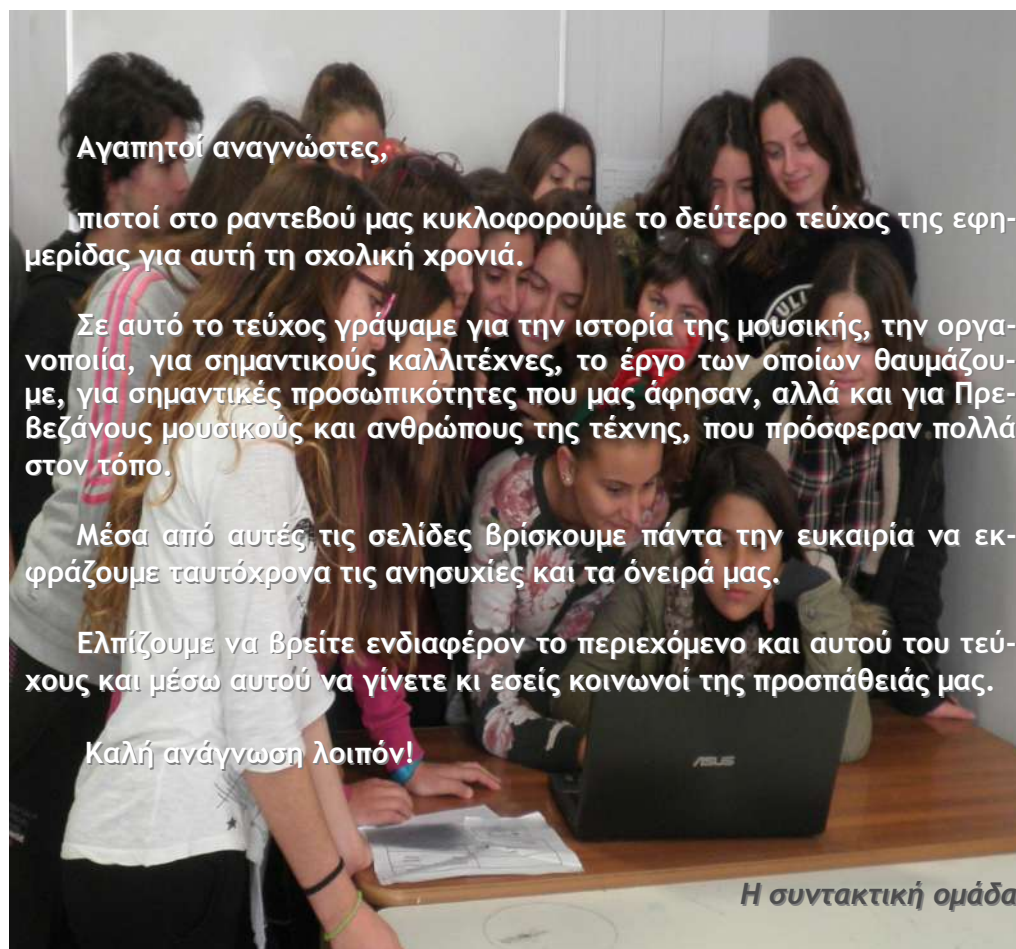 Αγαπητοί αναγνώστες,
πιστοί στο ραντεβού μας κυκλοφορούμε το δεύτερο τεύχος της εφη-
μερίδας για αυτή τη σχολική χρονιά.
Σε αυτό το τεύχος γράψαμε για την ιστορία της μουσικής, την οργα-
νοποιία, για σημαντικούς καλλιτέχνες, το έργο των οποίων θαυμάζου-
με, για σημαντικές προσωπικότητες που μας άφησαν, αλλά και για Πρε-
βεζάνους μουσικούς και ανθρώπους της τέχνης, που πρόσφεραν πολλά
στον τόπο.
Μέσα από αυτές τις σελίδες βρίσκουμε πάντα την ευκαιρία να εκ-
φράζουμε ταυτόχρονα τις ανησυχίες και τα όνειρά μας.
Ελπίζουμε να βρείτε ενδιαφέρον το περιεχόμενο και αυτού του τεύ-
χους και μέσω αυτού να γίνετε κι εσείς κοινωνοί της προσπάθειάς μας.
Καλή ανάγνωση λοιπόν!
ASUS
Η συντακτική ομάδα